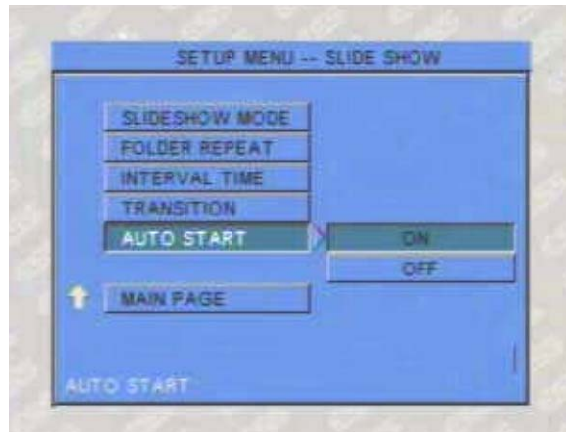 SETUP MENU -- SLIDE SHOW
SLIDESHOW MODE
FOLDER REPEAT
INTERVAL TIME
TRANSITION
AUTO START
ON
OFF
MAIN PAGE
AUTO START